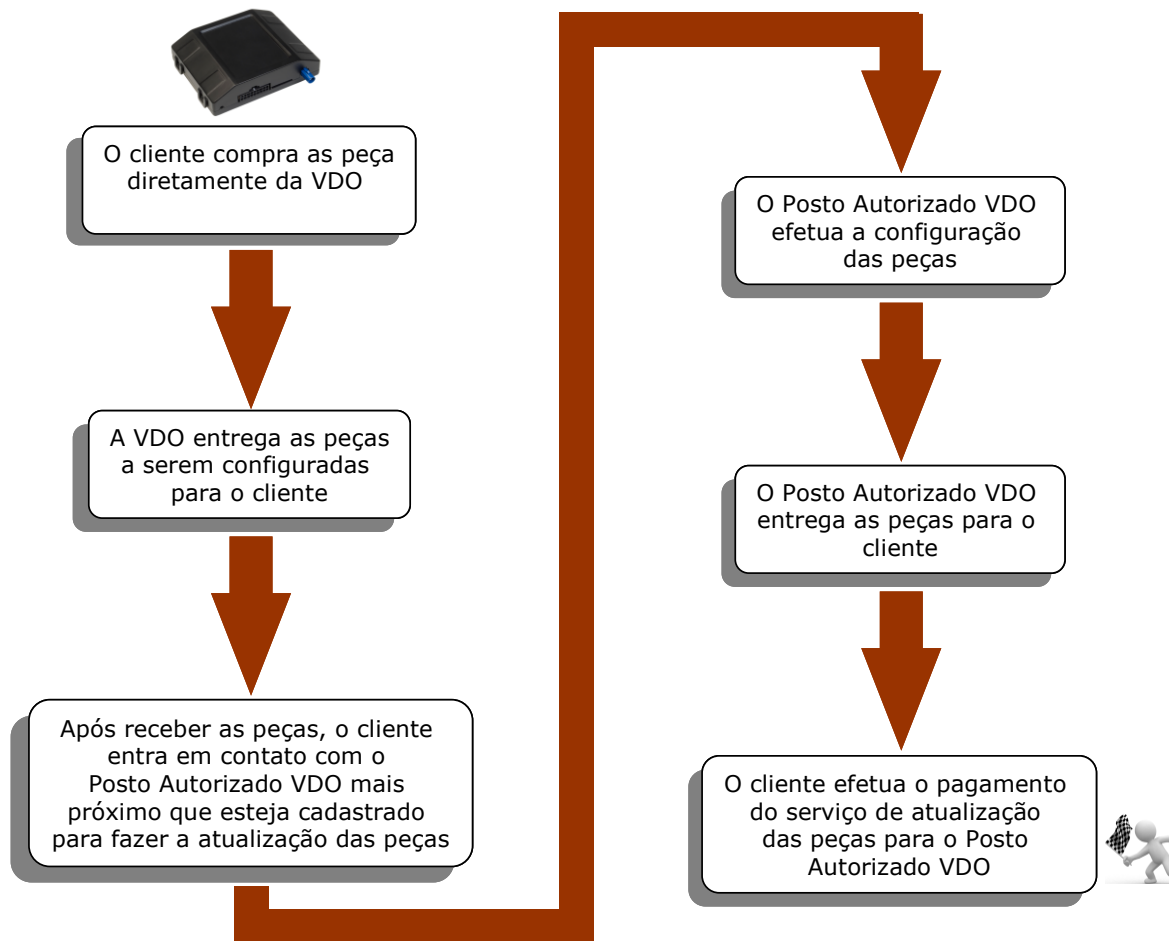 O cliente compra as peça
diretamente da VDO
A VDO entrega as peças
a serem configuradas
para o cliente
Após receber as peças, o cliente
entra em contato com o
Posto Autorizado VDO mais
próximo que esteja cadastrado
para fazer a atualização das peças
O Posto Autorizado VDO
efetua a configuração
das peças
O Posto Autorizado VDO
entrega as peças para o
cliente
O cliente efetua o pagamento
do serviço de atualização
das peças para o Posto
Autorizado VDO